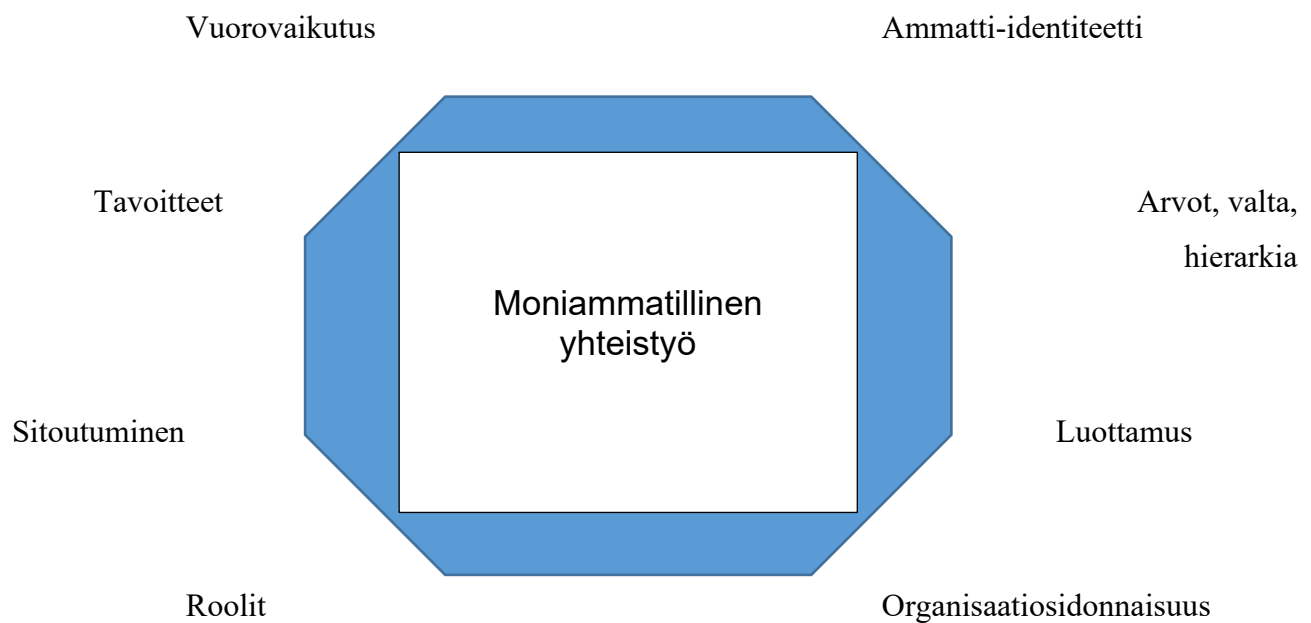 Vuorovaikutus
Ammatti-identiteetti
Tavoitteet
Arvot, valta,
hierarkia
Moniammatillinen
yhteistyö
Sitoutuminen
Luottamus
Roolit
Organisaatiosidonnaisuus